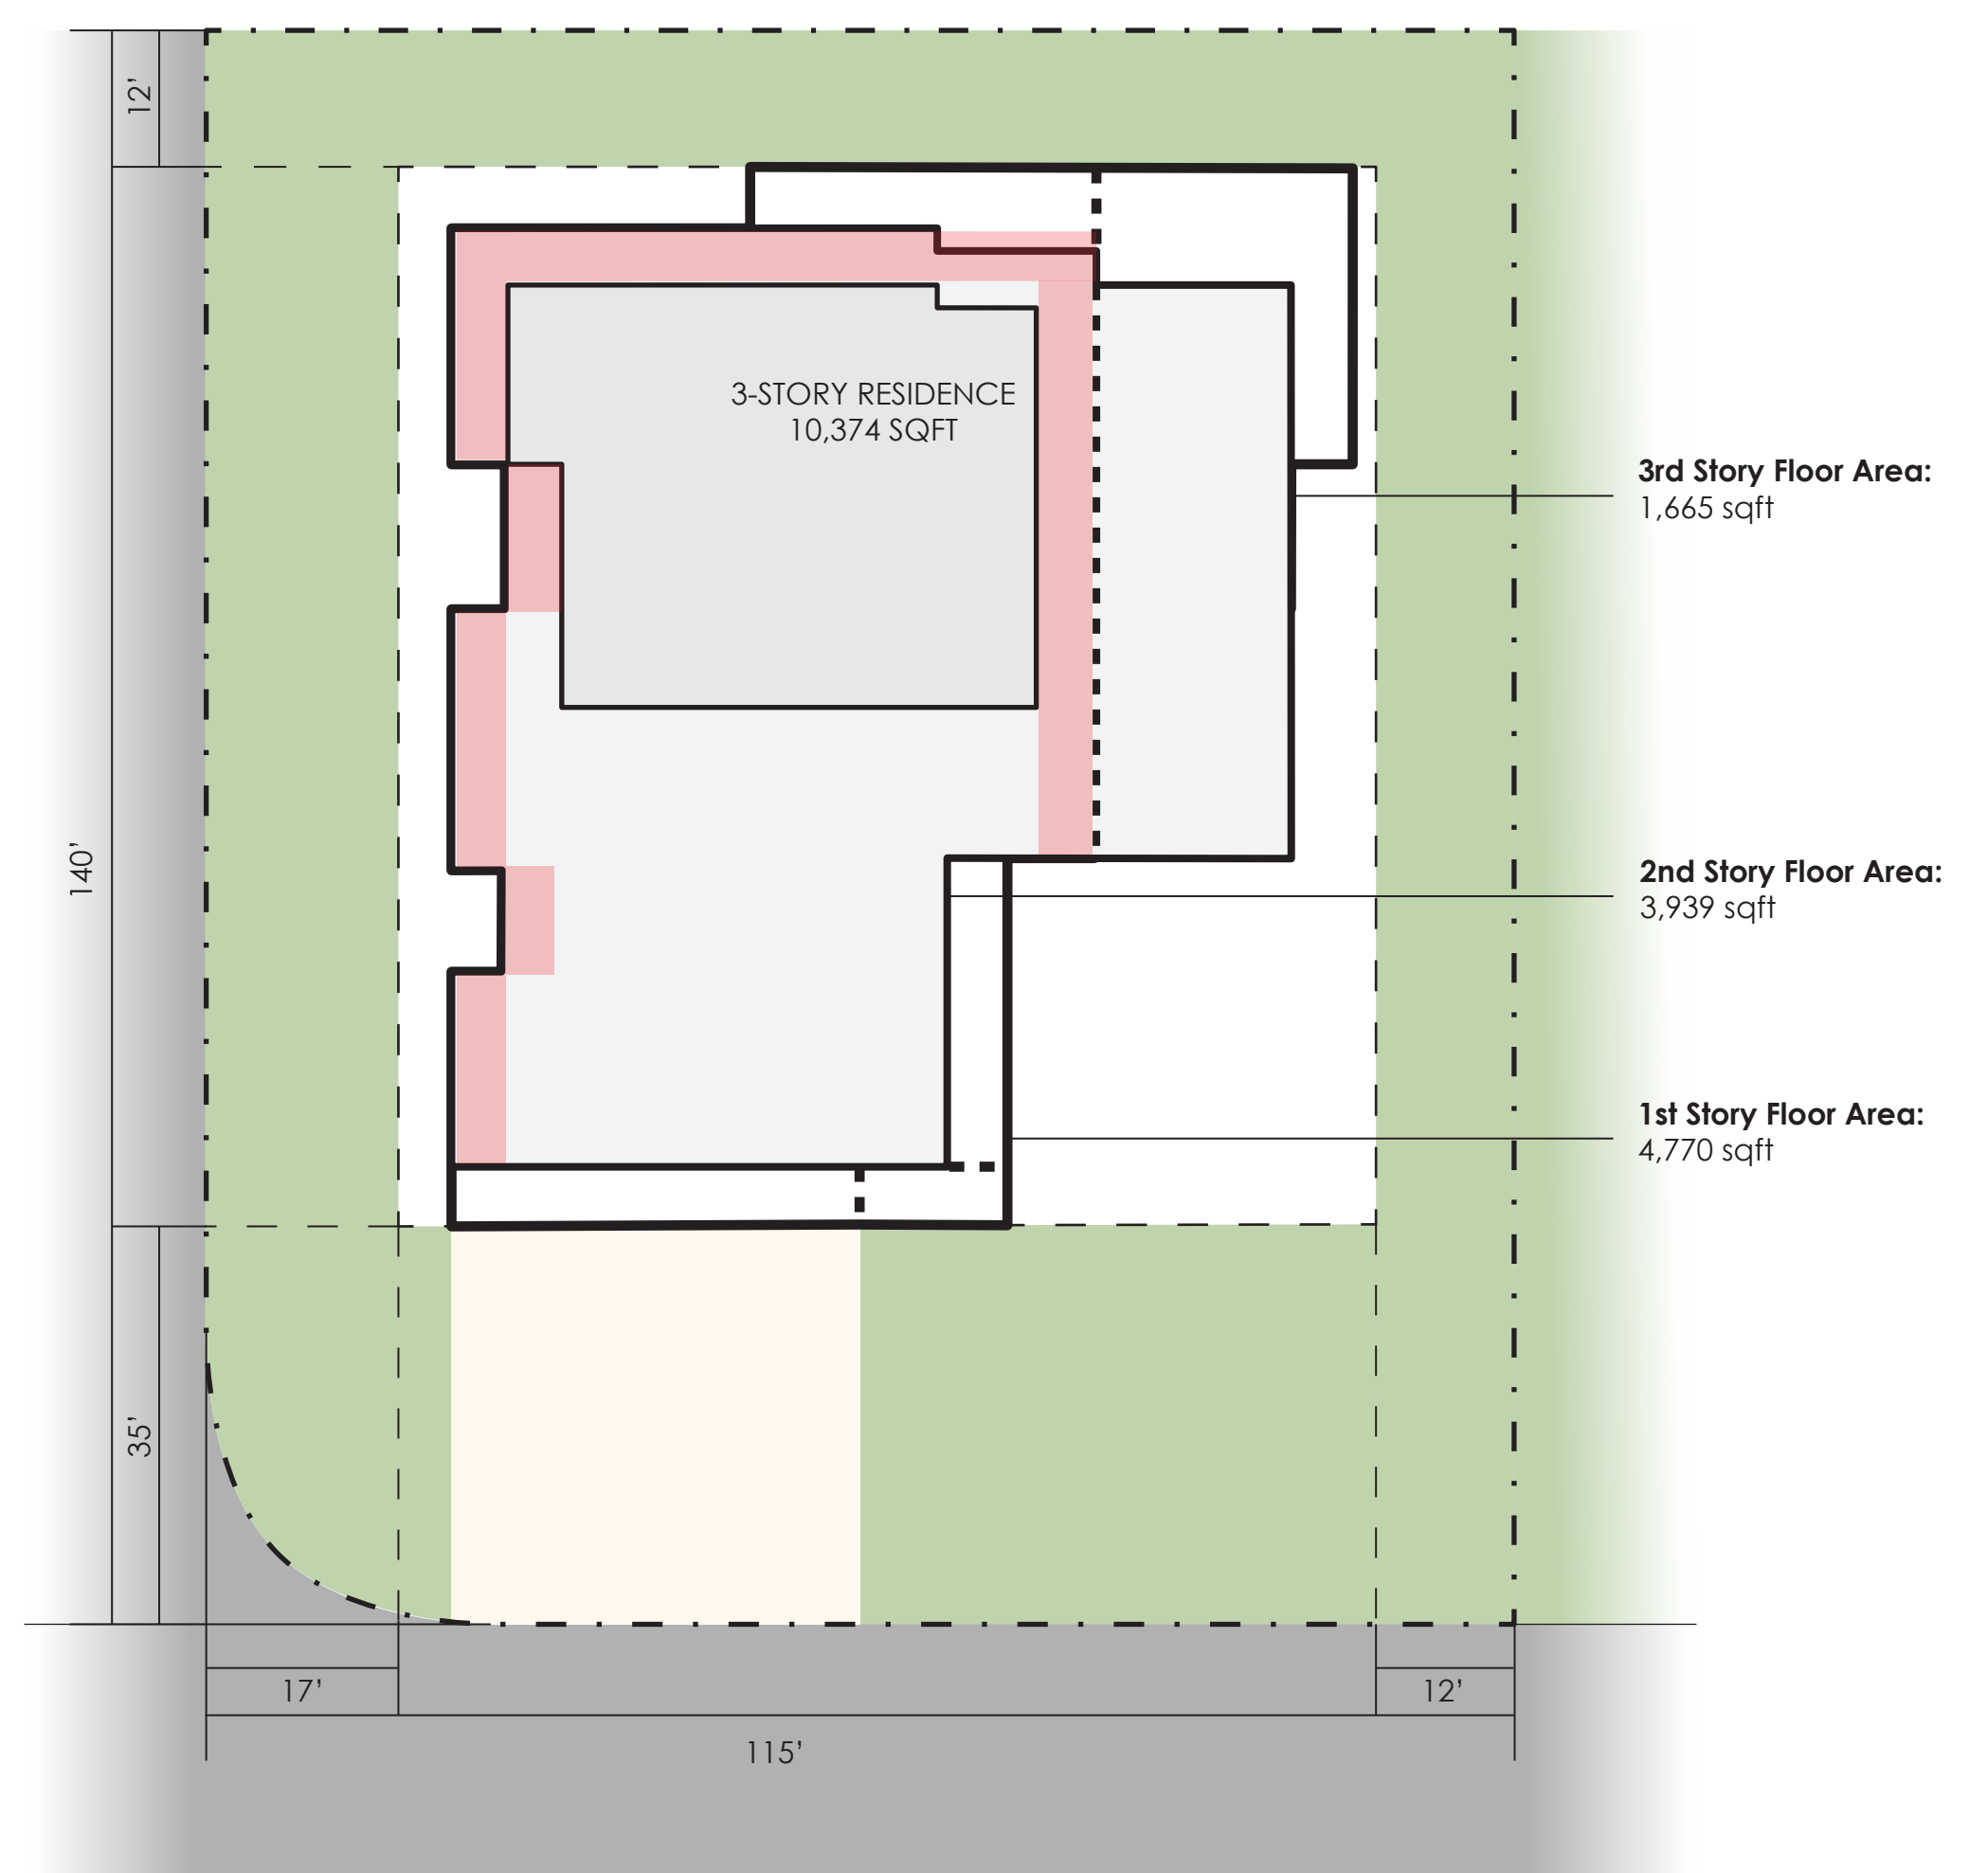 12’
3-STORY RESIDENCE
10,374 SQFT
3rd Story Floor Area:
1,665 sqft
140’
2nd Story Floor Area:
3,939 sqft
1st Story Floor Area:
4,770 sqft
35’
17’
12’
115’